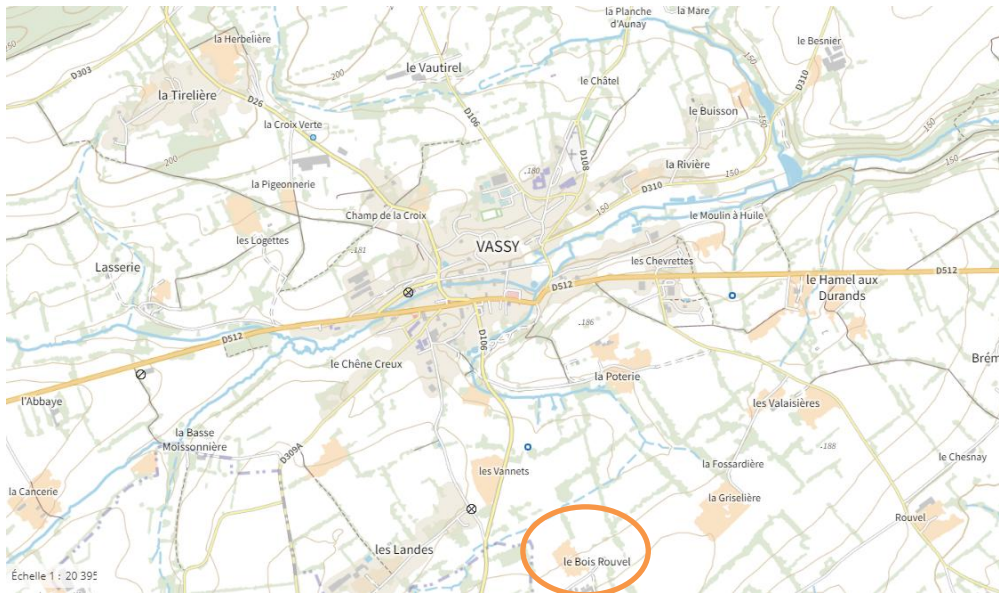 la Planche
d'Aunay
la Mare
la Herbelière
le Besnier
le Vautirel
D303
le Châtel
D310
la Tirelière
D26
200
150
la Croix Verte
D106
le Buisson
150
D108
200
la Rivière
150
150
150
la Pigeonnerie
180
D310
Champ de la Croix
150
le Moulin à Huile
les Logettes
181
VASSY
les Chevrettes
Lasserie
D512
D512
le Hamel aux
Durands
186
D512
D106
le Chêne Creux
Brém
la Poterie
l'Abbaye
les Valaisières
la Basse
Moissonnière
188
D309A
le Chesnay
les Vannets
la Fossardière
la Cancerie
la Griselière
Rouvel
les Landes
le Bois Rouvel
Échelle 1 : 20 395